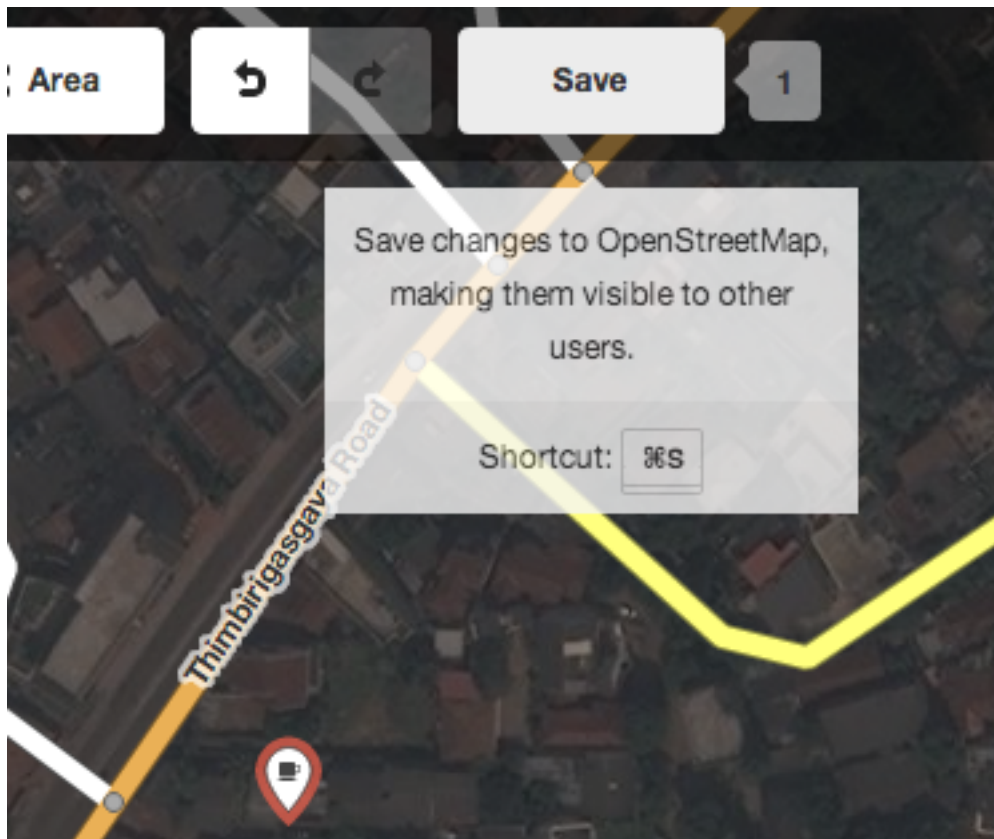 Area
Save
1
Save changes to OpenStreetMap,
making them visible to other
users.
Shortcut: ⌘S
Thimbirigasgaya Road